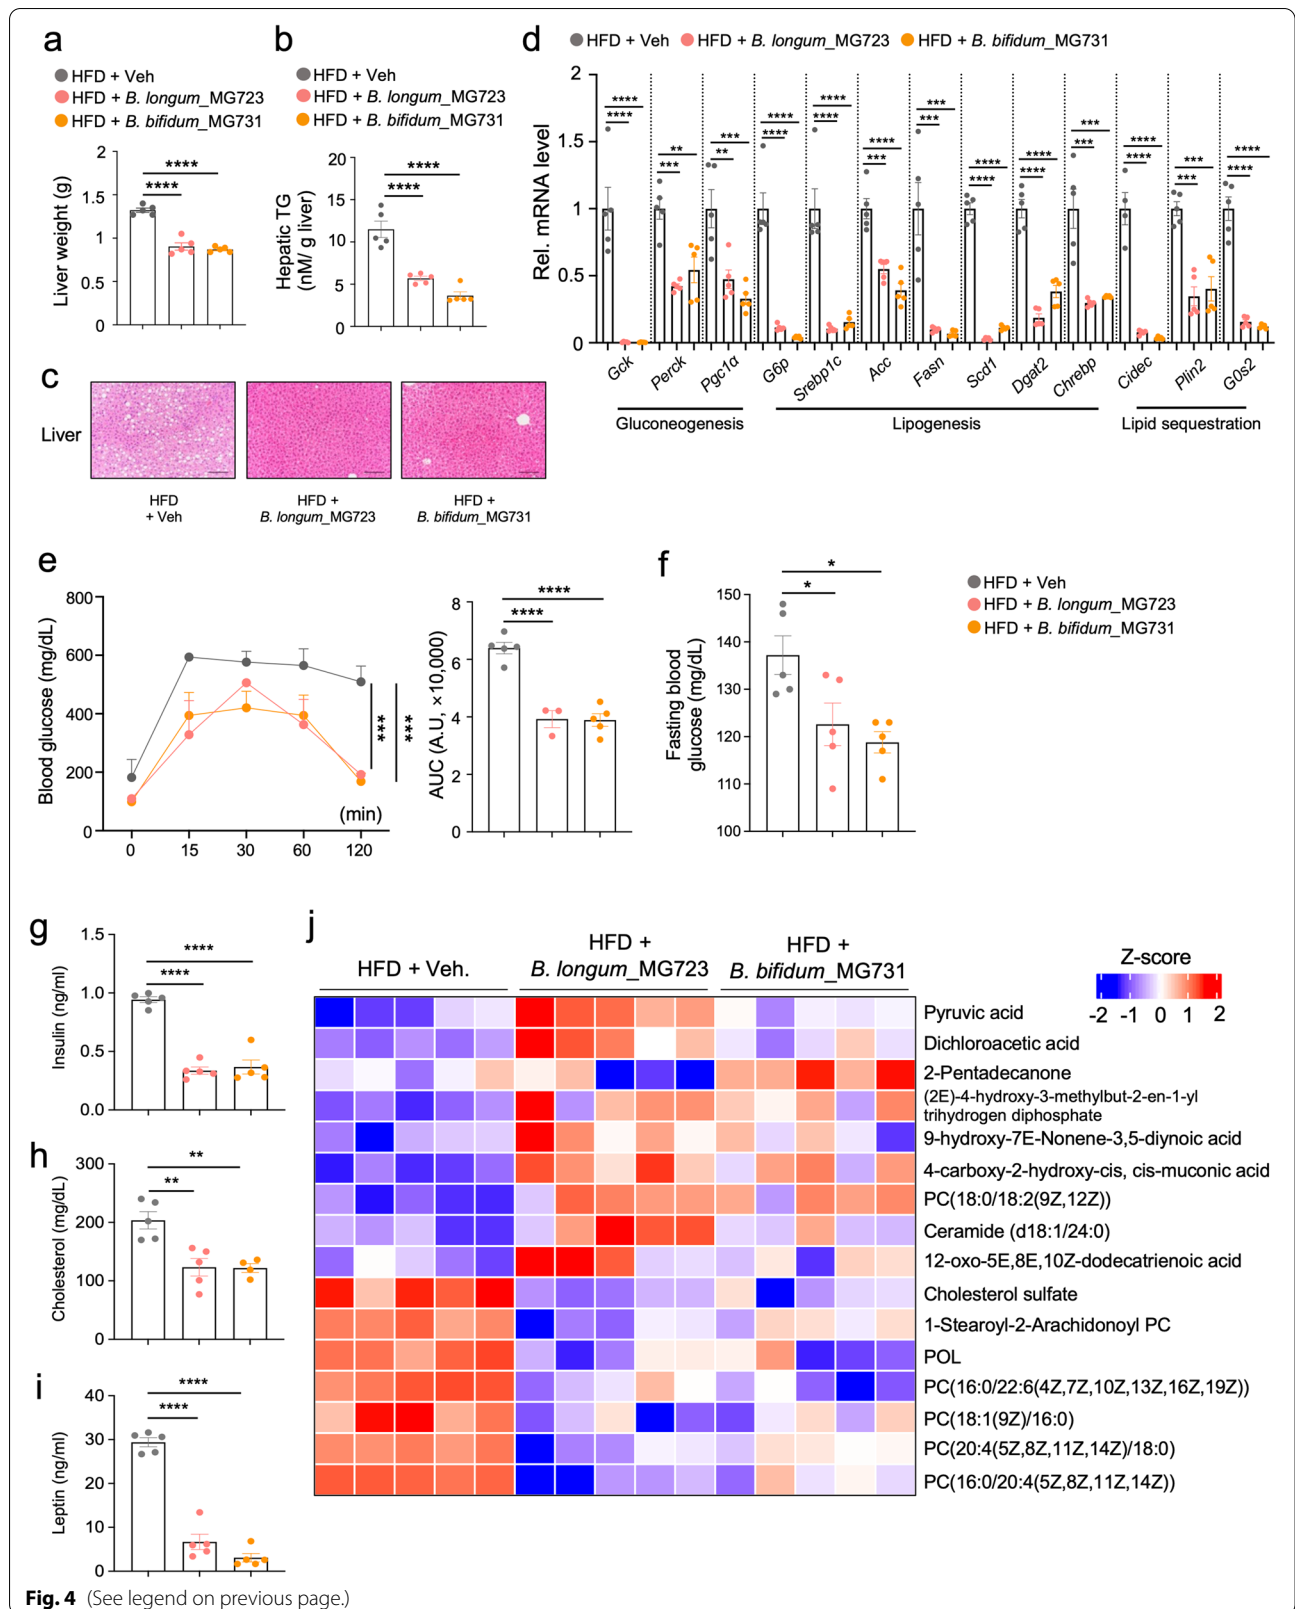 a
HFD + Veh
HFD + B. longum_MG723
HFD + B. bifidum_MG731
Liver weight (g)
2
1.5
1
0.5
0
****
****
b
HFD + Veh
HFD + B. longum_MG723
HFD + B. bifidum_MG731
Hepatic TG
(nM/ g liver)
20
15
10
5
0
****
****
c
Liver
HFD
+ Veh
HFD +
B. longum_MG723
HFD +
B. bifidum_MG731
d
HFD + Veh
HFD + B. longum_MG723
HFD + B. bifidum_MG731
Rel. mRNA level
2
1.5
1
0.5
0
****
****
**
***
***
**
****
****
****
****
****
***
***
***
****
****
****
****
***
***
****
****
***
***
****
****
Gck
Perck
Pgc1α
G6p
Srebp1c
Acc
Fasn
Scd1
Dgat2
Chrebp
Cidec
Plin2
G0s2
Gluconeogenesis
Lipogenesis
Lipid sequestration
e
Blood glucose (mg/dL)
800
600
400
200
0
0
15
30
60
120
(min)
***
***
AUC (A.U, ×10,000)
8
6
4
2
0
****
****
f
Fasting blood
glucose (mg/dL)
150
140
130
120
110
100
*
*
HFD + Veh
HFD + B. longum_MG723
HFD + B. bifidum_MG731
g
Insulin (ng/ml)
1.5
1.0
0.5
0.0
****
****
h
Cholesterol (mg/dL)
300
200
100
0
**
**
i
Leptin (ng/ml)
40
30
20
10
0
****
****
j
HFD + Veh.
HFD +
B. longum_MG723
HFD +
B. bifidum_MG731
Z-score
-2 -1 0 1 2
Pyruvic acid
Dichloroacetic acid
2-Pentadecanone
(2E)-4-hydroxy-3-methylbut-2-en-1-yl
trihydrogen diphosphate
9-hydroxy-7E-Nonene-3,5-diynoic acid
4-carboxy-2-hydroxy-cis, cis-muconic acid
PC(18:0/18:2(9Z,12Z))
Ceramide (d18:1/24:0)
12-oxo-5E,8E,10Z-dodecatrienoic acid
Cholesterol sulfate
1-Stearoyl-2-Arachidonoyl PC
POL
PC(16:0/22:6(4Z,7Z,10Z,13Z,16Z,19Z))
PC(18:1(9Z)/16:0)
PC(20:4(5Z,8Z,11Z,14Z)/18:0)
PC(16:0/20:4(5Z,8Z,11Z,14Z))
Fig. 4 (See legend on previous page.)